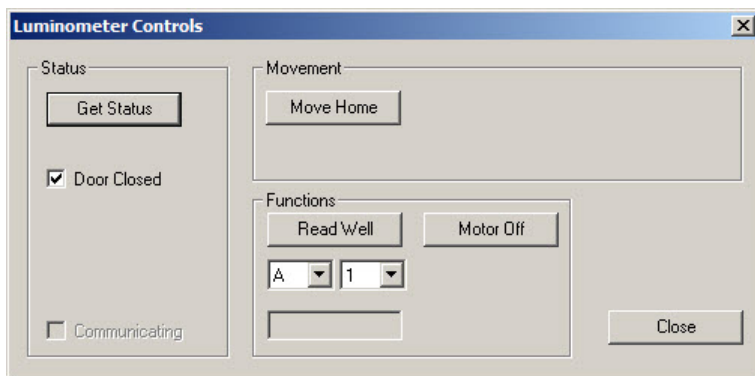 Luminometer Controls
Status
Get Status
Door Closed
Communicating
Movement
Move Home
Functions
Read Well
Motor Off
A
1
Close